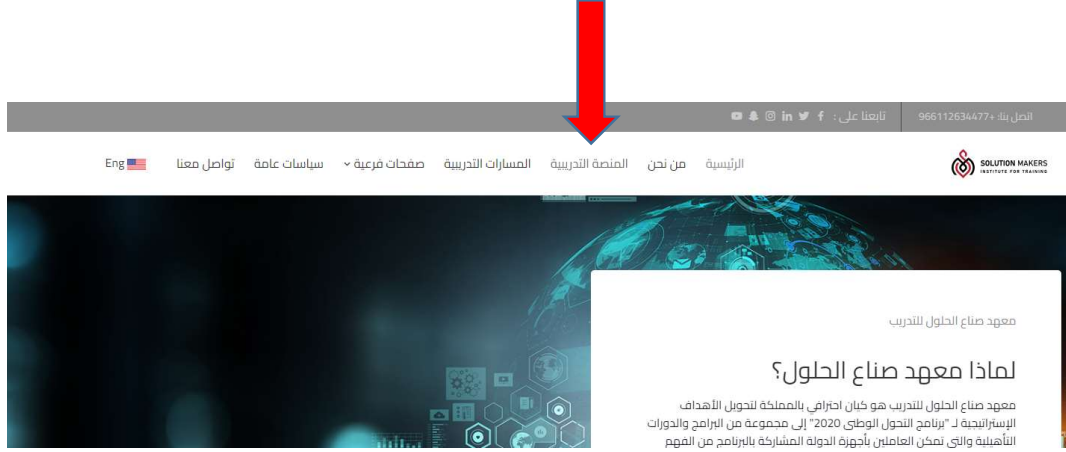 اتصل بنا: +966112634477
تابعنا على :
SOLUTION MAKERS
INSTITUTE FOR TRAINING
الرئيسية من نحن المنصة التدريبية المسارات التدريبية صفحات فرعية سياسات عامة تواصل معنا Eng
معهد صناع الحلول للتدريب
لماذا معهد صناع الحلول؟
معهد صناع الحلول للتدريب هو كيان احترافي بالمملكة لتحويل الأهداف
الإستراتيجية لـ "برنامج التحول الوطني 2020" إلى مجموعة من البرامج والدورات
التأهيلية والتي تمكن العاملين بأجهزة الدولة المشاركة بالبرنامج من الفهم